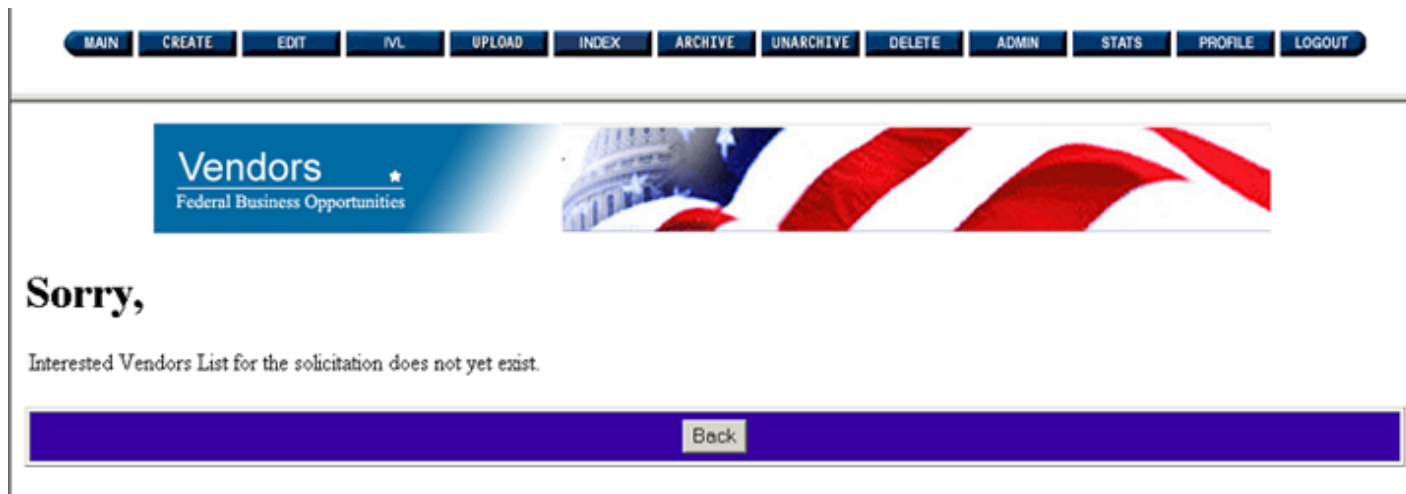 MAIN CREATE EDIT IVL UPLOAD INDEX ARCHIVE UNARCHIVE DELETE ADMIN STATS PROFILE LOGOUT
Vendors
Federal Business Opportunities
Sorry,
Interested Vendors List for the solicitation does not yet exist.
Back